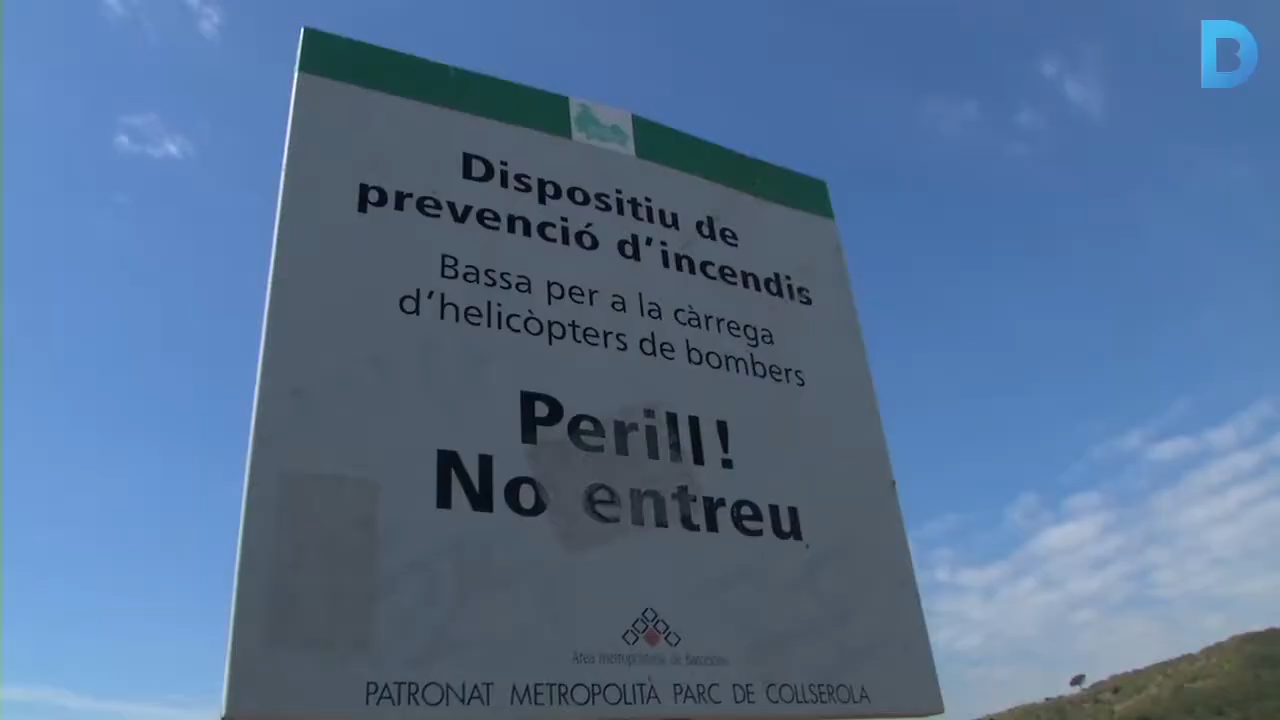 Dispositiu de
prevenció d'incendis
Bassa per a la càrrega
d'helicòpters de bombers
Perill!
No entreu
Àrea metropolitana de Barcelona
PATRONAT METROPOLITÀ PARC DE COLLSEROLA